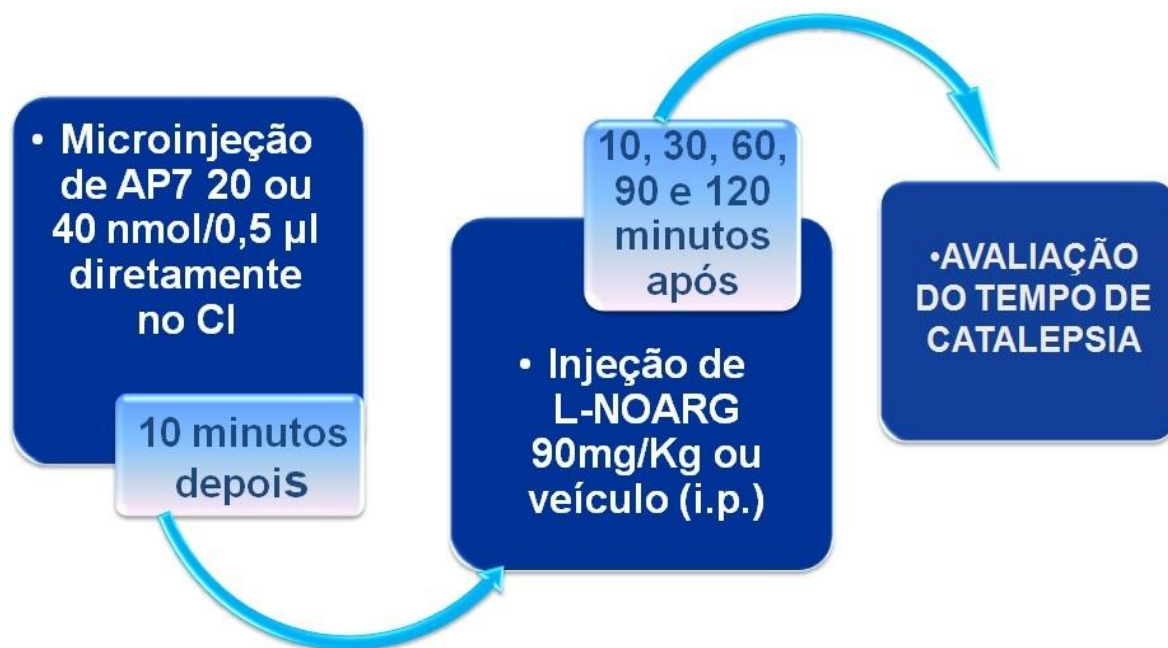 • Microinjeção
de AP7 20 ou
40 nmol/0,5 µl
diretamente
no CI
10 minutos
depois
10, 30, 60,
90 e 120
minutos
após
• Injeção de
L-NOARG
90mg/Kg ou
veículo (i.p.)
•AVALIAÇÃO
DO TEMPO DE
CATALEPSIA